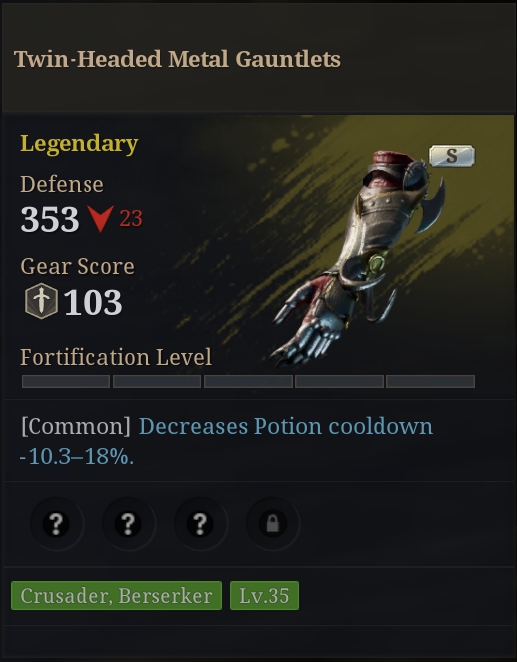 Twin-Headed Metal Gauntlets
Legendary
S
Defense
353 23
Gear Score
103
Fortification Level
[Common] Decreases Potion cooldown
-10.3–18%.
? ? ?
Crusader, Berserker Lv.35